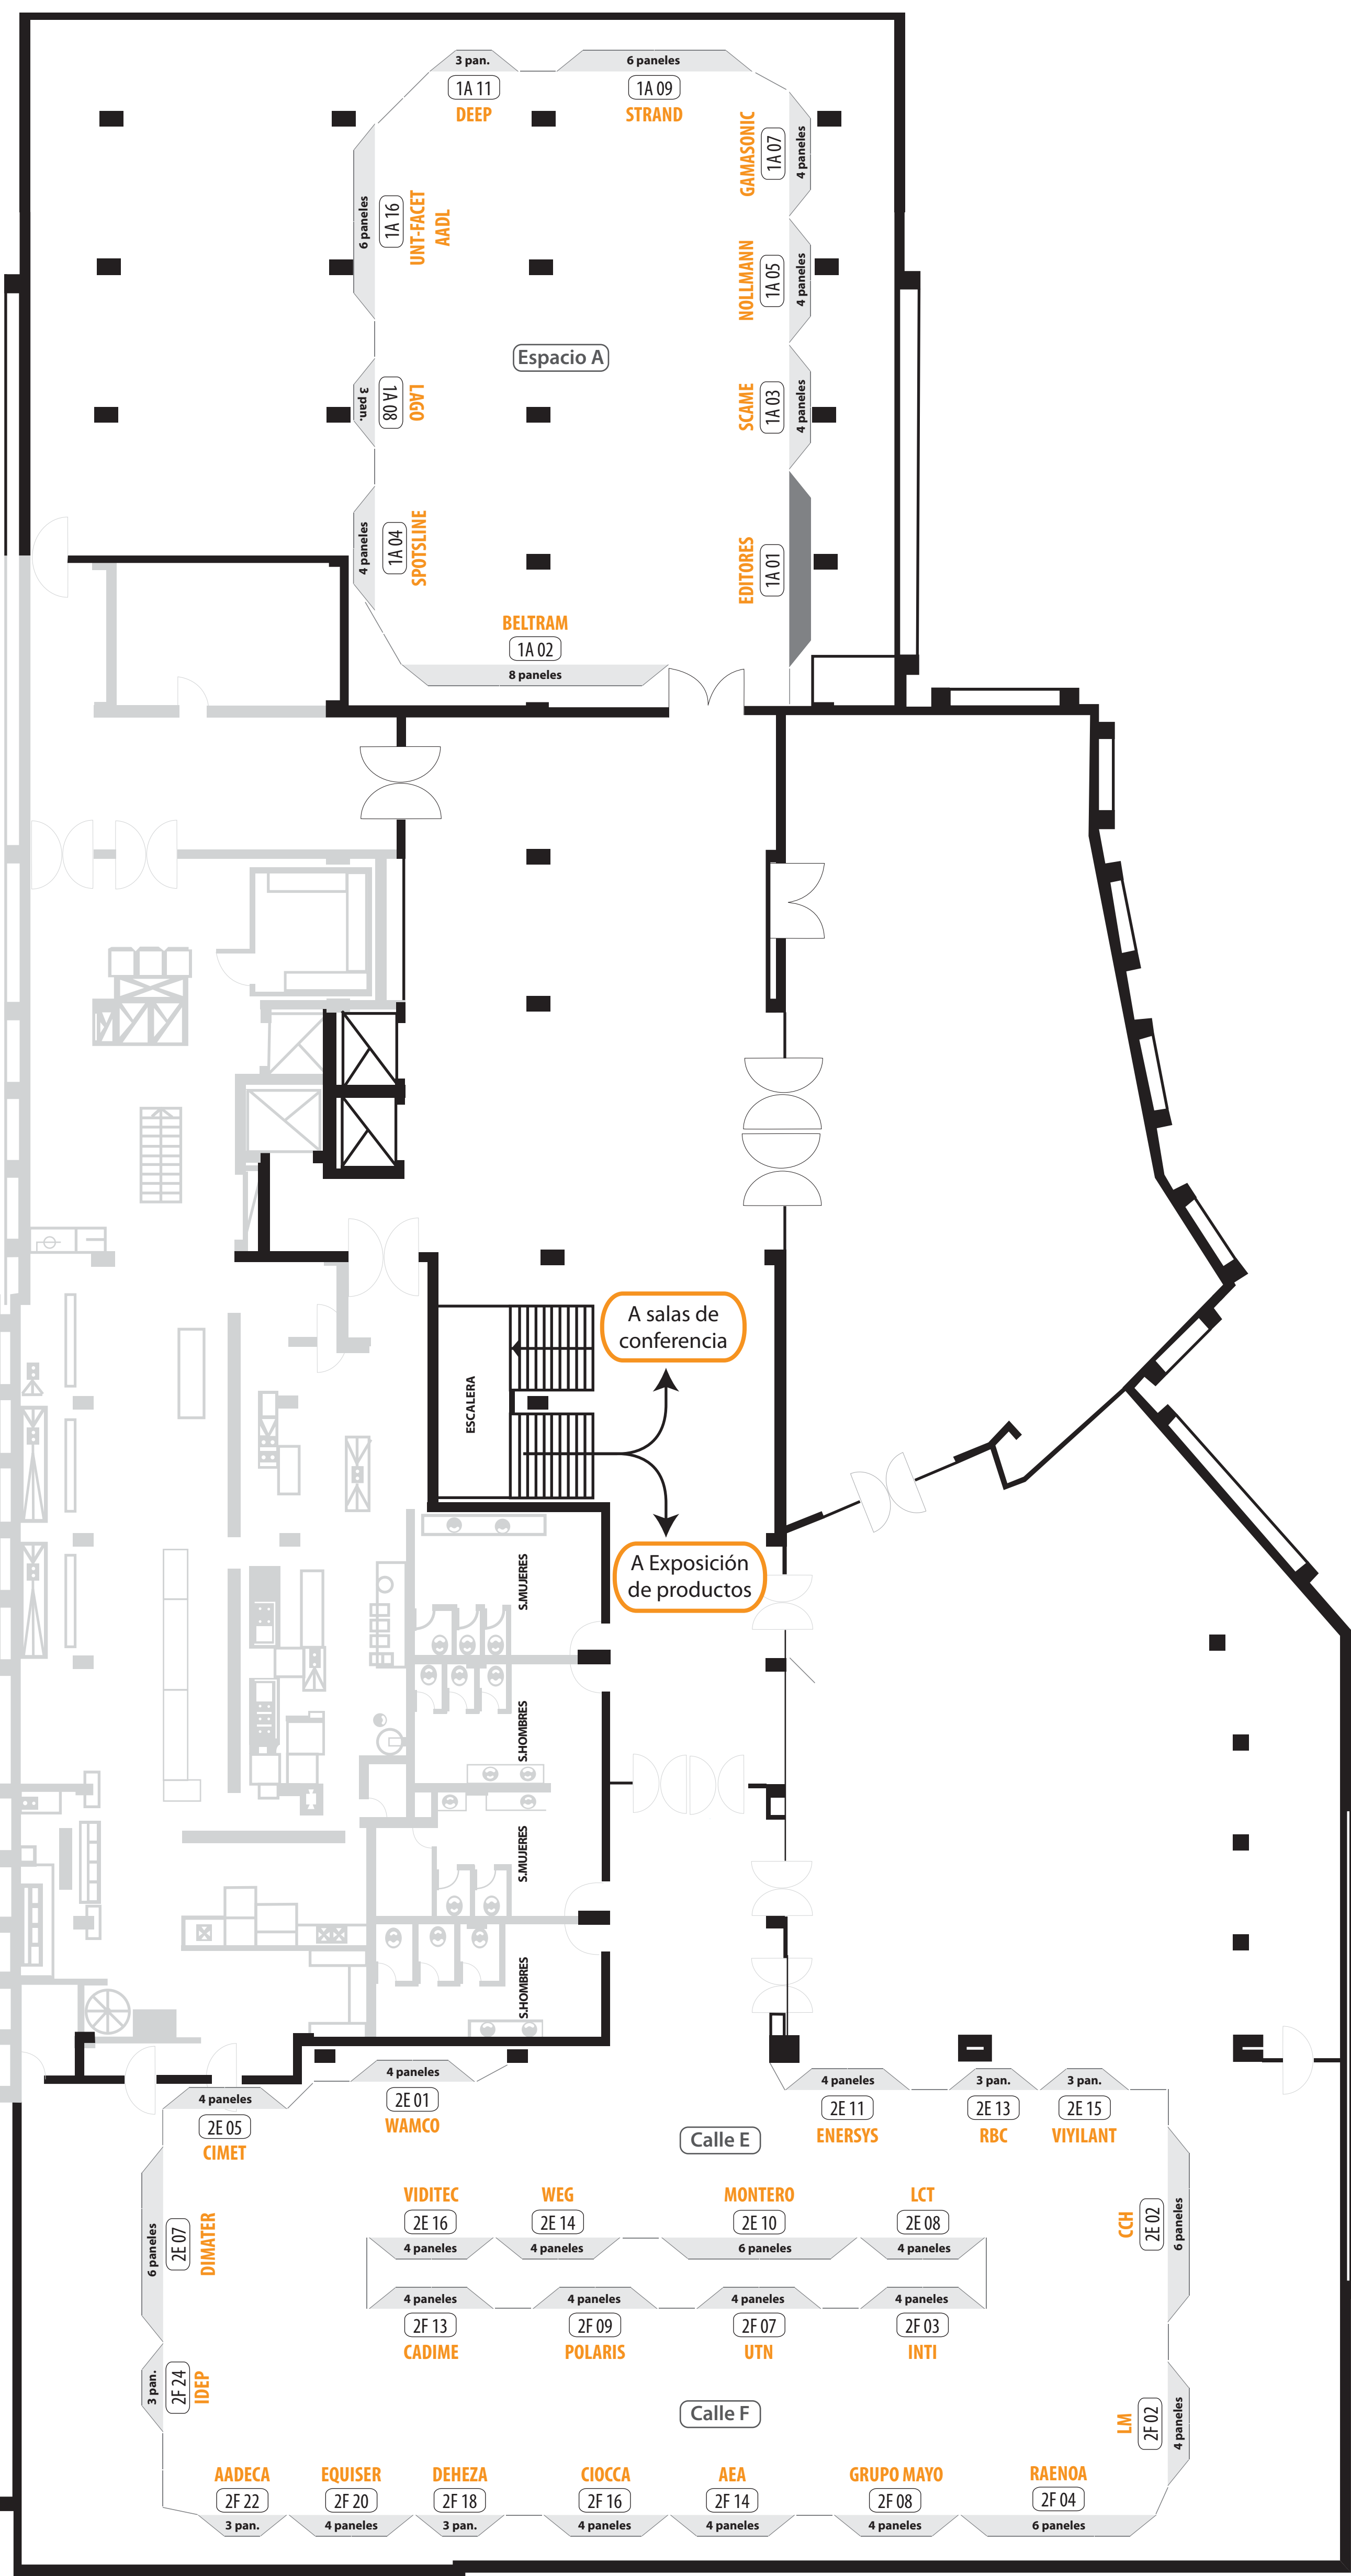 3 pan.
1A 11
DEEP
6 paneles
1A 09
STRAND
GAMASONIC
1A 07
4 paneles
6 paneles
1A 16
UNT-FACET
AADL
NOLLMANN
1A 05
4 paneles
Espacio A
3 pan.
1A 08
LAGO
SCAME
1A 03
4 paneles
4 paneles
1A 04
SPOTSLINE
EDITORES
1A 01
BELTRAM
1A 02
8 paneles
A salas de
conferencia
ESCALERA
A Exposición
de productos
S.MUJERES
S.HOMBRES
S.MUJERES
S.HOMBRES
4 paneles
2E 01
WAMCO
4 paneles
2E 05
CIMET
4 paneles
2E 11
ENERSYS
3 pan.
2E 13
RBC
3 pan.
2E 15
VIYILANT
Calle E
6 paneles
2E 07
DIMATER
VIDITEC
2E 16
4 paneles
WEG
2E 14
4 paneles
MONTERO
2E 10
6 paneles
LCT
2E 08
4 paneles
CCH
2E 02
6 paneles
4 paneles
2F 13
CADIME
4 paneles
2F 09
POLARIS
4 paneles
2F 07
UTN
4 paneles
2F 03
INTI
3 pan.
2F 24
IDEP
Calle F
LM
2F 02
4 paneles
AADECA
2F 22
3 pan.
EQUISER
2F 20
4 paneles
DEHEZA
2F 18
3 pan.
CIOCCA
2F 16
4 paneles
AEA
2F 14
4 paneles
GRUPO MAYO
2F 08
4 paneles
RAENOA
2F 04
6 paneles